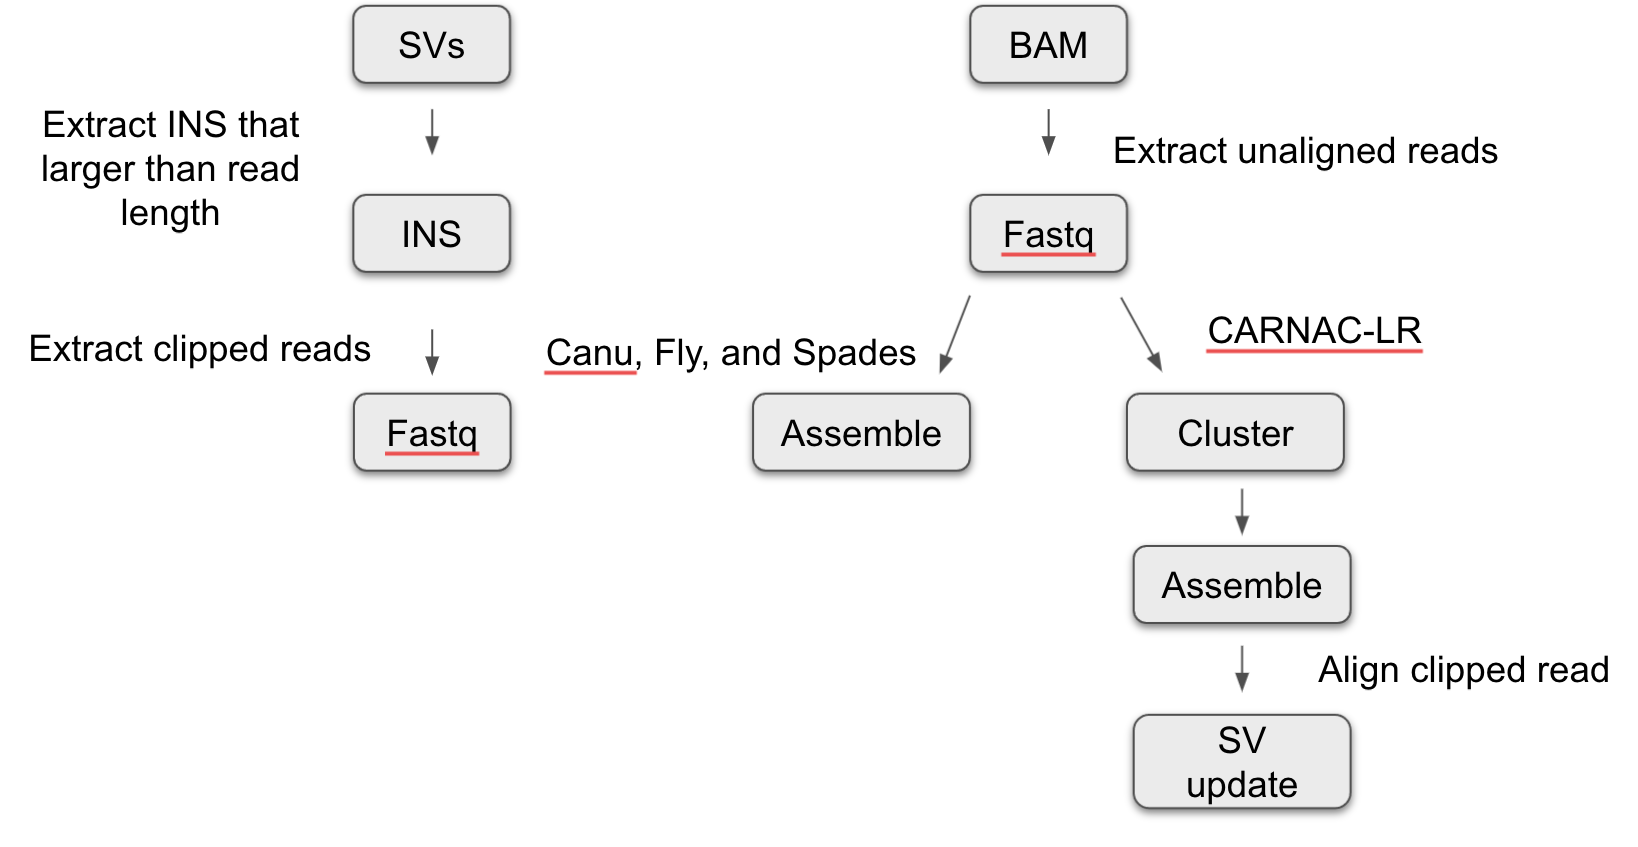 SVs
BAM
Extract INS that
larger than read
length
Extract unaligned reads
INS
Fastq
Extract clipped reads
Canu, Fly, and Spades
CARNAC-LR
Fastq
Assemble
Cluster
Assemble
Align clipped read
SV
update